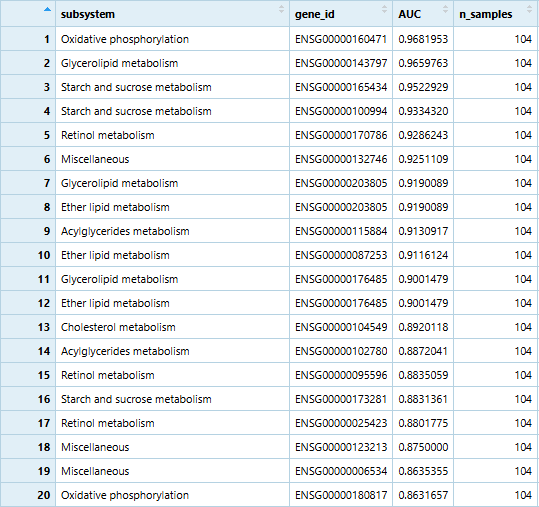 subsystem gene_id AUC n_samples
1 Oxidative phosphorylation ENSG00000160471 0.9681953 104
2 Glycerolipid metabolism ENSG00000143797 0.9659763 104
3 Starch and sucrose metabolism ENSG00000165434 0.9522929 104
4 Starch and sucrose metabolism ENSG00000100994 0.9334320 104
5 Retinol metabolism ENSG00000170786 0.9286243 104
6 Miscellaneous ENSG00000132746 0.9251109 104
7 Glycerolipid metabolism ENSG00000203805 0.9190089 104
8 Ether lipid metabolism ENSG00000203805 0.9190089 104
9 Acylglycerides metabolism ENSG00000115884 0.9130917 104
10 Ether lipid metabolism ENSG00000087253 0.9116124 104
11 Glycerolipid metabolism ENSG00000176485 0.9001479 104
12 Ether lipid metabolism ENSG00000176485 0.9001479 104
13 Cholesterol metabolism ENSG00000104549 0.8920118 104
14 Acylglycerides metabolism ENSG00000102780 0.8872041 104
15 Retinol metabolism ENSG00000095596 0.8835059 104
16 Starch and sucrose metabolism ENSG00000173281 0.8831361 104
17 Retinol metabolism ENSG00000025423 0.8801775 104
18 Miscellaneous ENSG00000123213 0.8750000 104
19 Miscellaneous ENSG00000006534 0.8635355 104
20 Oxidative phosphorylation ENSG00000180817 0.8631657 104